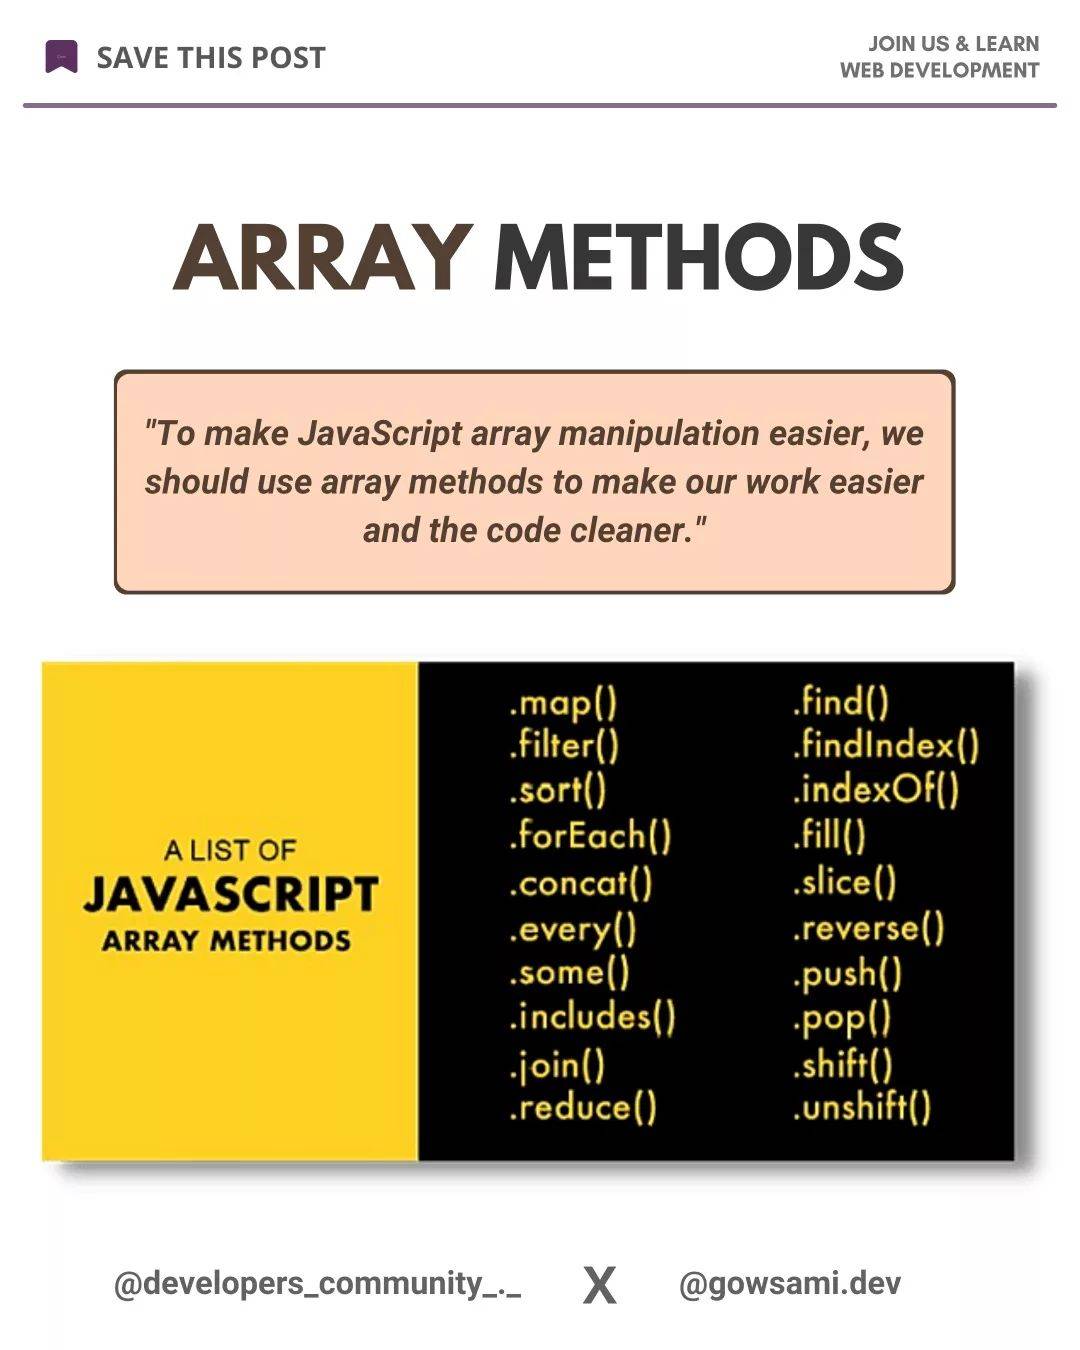 SAVE THIS POST
JOIN US & LEARN
WEB DEVELOPMENT
ARRAY METHODS
"To make JavaScript array manipulation easier, we
should use array methods to make our work easier
and the code cleaner."
A LIST OF
JAVASCRIPT
ARRAY METHODS
.map()
.filter()
.sort()
.forEach()
.concat()
.every()
.some()
.includes()
.join()
.reduce()
.find()
.findIndex()
.indexOf()
.fill()
.slice()
.reverse()
.push()
.pop()
.shift()
.unshift()
@developers_community_._ X @gowsami.dev